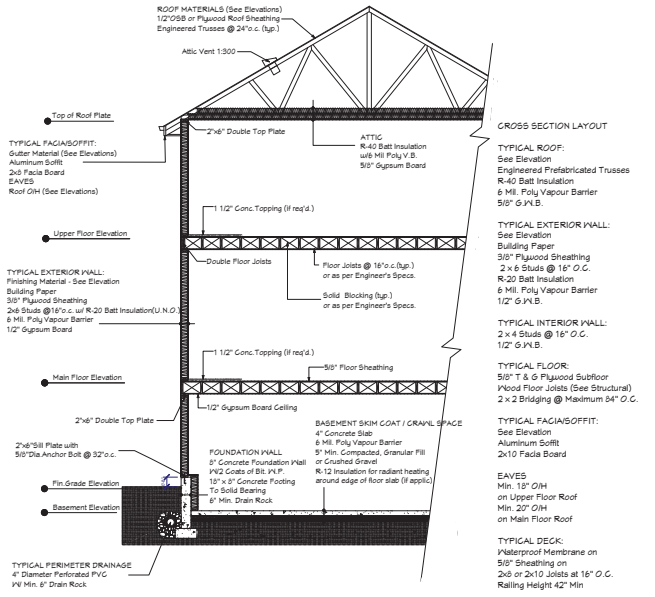 ROOF MATERIALS (See Elevations)
1/2"OSB or Plywood Roof Sheathing
Engineered Trusses @ 24"o.c. (typ.)
Attic Vent 1:300
Top of Roof Plate
2"x6" Double Top Plate
ATTIC
R-40 Batt Insulation
w/6 Mil Poly V.B.
5/8" Gypsum Board
TYPICAL FACIA/SOFFIT:
Gutter Material (See Elevations)
Aluminum Soffit
2x8 Facia Board
EAVES
Roof O/H (See Elevations)
1 1/2" Conc.Topping (if req'd.)
Upper Floor Elevation
Double Floor Joists
Floor Joists @ 16"o.c.(typ.)
or as per Engineer's Specs.
Solid Blocking (typ.)
or as per Engineer's Specs.
TYPICAL EXTERIOR WALL:
Finishing Material - See Elevation
Building Paper
3/8" Plywood Sheathing
2x6 Studs @16"o.c. w/ R-20 Batt Insulation(U.N.O.)
6 Mil. Poly Vapour Barrier
1/2" Gypsum Board
1 1/2" Conc.Topping (if req'd.)
5/8" Floor Sheathing
Main Floor Elevation
1/2" Gypsum Board Ceiling
2"x6" Double Top Plate
2"x6"Sill Plate with
5/8"Dia.Anchor Bolt @ 32"o.c.
FOUNDATION WALL
8" Concrete Foundation Wall
W/2 Coats of Bit. W.P.
18" x 8" Concrete Footing
To Solid Bearing
6" Min. Drain Rock
BASEMENT SKIM COAT / CRAWL SPACE
4" Concrete Slab
6 Mil. Poly Vapour Barrier
5" Min. Compacted, Granular Fill
or Crushed Gravel
R-12 Insulation for radiant heating
around edge of floor slab (if applic)
Fin.Grade Elevation
Basement Elevation
TYPICAL PERIMETER DRAINAGE
4" Diameter Perforated PVC
W/ Min. 6" Drain Rock
CROSS SECTION LAYOUT
TYPICAL ROOF:
See Elevation
Engineered Prefabricated Trusses
R-40 Batt Insulation
6 Mil. Poly Vapour Barrier
5/8" G.W.B.
TYPICAL EXTERIOR WALL:
See Elevation
Building Paper
3/8" Plywood Sheathing
2 x 6 Studs @ 16" O.C.
R-20 Batt Insulation
6 Mil. Poly Vapour Barrier
1/2" G.W.B.
TYPICAL INTERIOR WALL:
2 x 4 Studs @ 16" O.C.
1/2" G.W.B.
TYPICAL FLOOR:
5/8" T & G Plywood Subfloor
Wood Floor Joists (See Structural)
2 x 2 Bridging @ Maximum 84" O.C.
TYPICAL FACIA/SOFFIT:
See Elevation
Aluminum Soffit
2x10 Facia Board
EAVES
Min. 18" O/H
on Upper Floor Roof
Min. 20" O/H
on Main Floor Roof
TYPICAL DECK:
Waterproof Membrane on
5/8" Sheathing on
2x8 or 2x10 Joists at 16" O.C.
Railing Height 42" Min